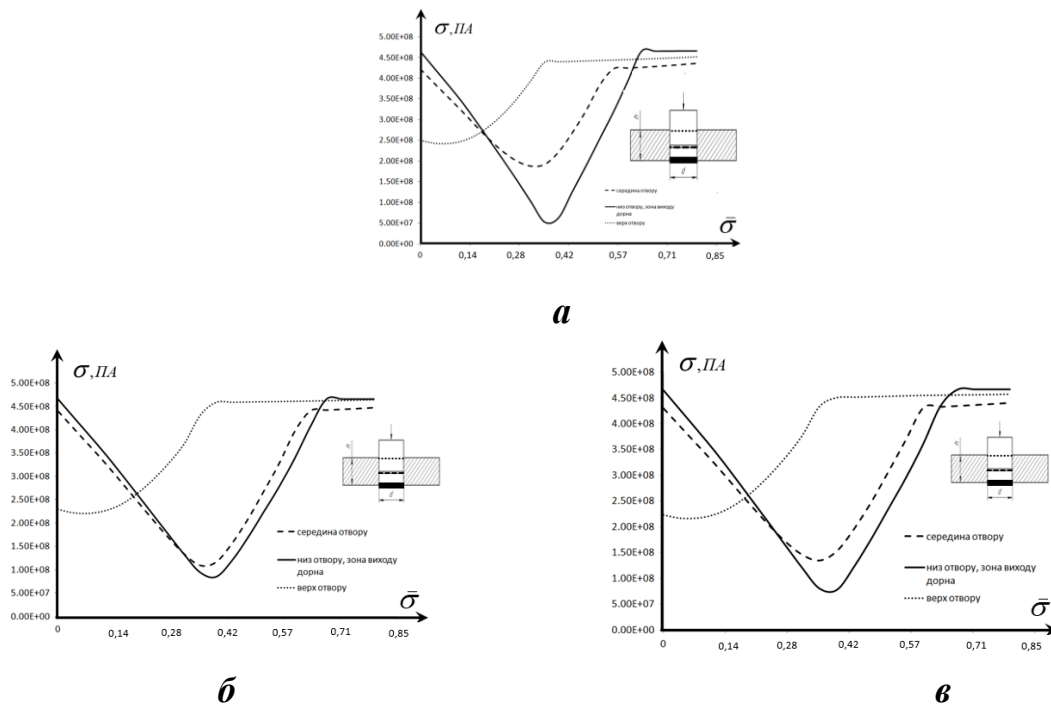 σ, ПА
5.00E+08
4.50E+08
4.00E+08
3.50E+08
3.00E+08
2.50E+08
2.00E+08
1.50E+08
1.00E+08
5.00E+07
0.00E+00
0
0,14
0,28
0,42
0,57
0,71
0,85
h
d
середина отвору
низ отвору, зона виходу
дорна
верх отвору
σ̄
а
σ, ПА
5.00E+08
4.50E+08
4.00E+08
3.50E+08
3.00E+08
2.50E+08
2.00E+08
1.50E+08
1.00E+08
5.00E+07
0.00E+00
0
0,14
0,28
0,42
0,57
0,71
0,85
h
d
середина отвору
низ отвору, зона виходу
дорна
верх отвору
σ̄
б
σ, ПА
5.00E+08
4.50E+08
4.00E+08
3.50E+08
3.00E+08
2.50E+08
2.00E+08
1.50E+08
1.00E+08
5.00E+07
0.00E+00
0
0,14
0,28
0,42
0,57
0,71
0,85
h
d
середина отвору
низ отвору, зона виходу
дорна
верх отвору
σ̄
в